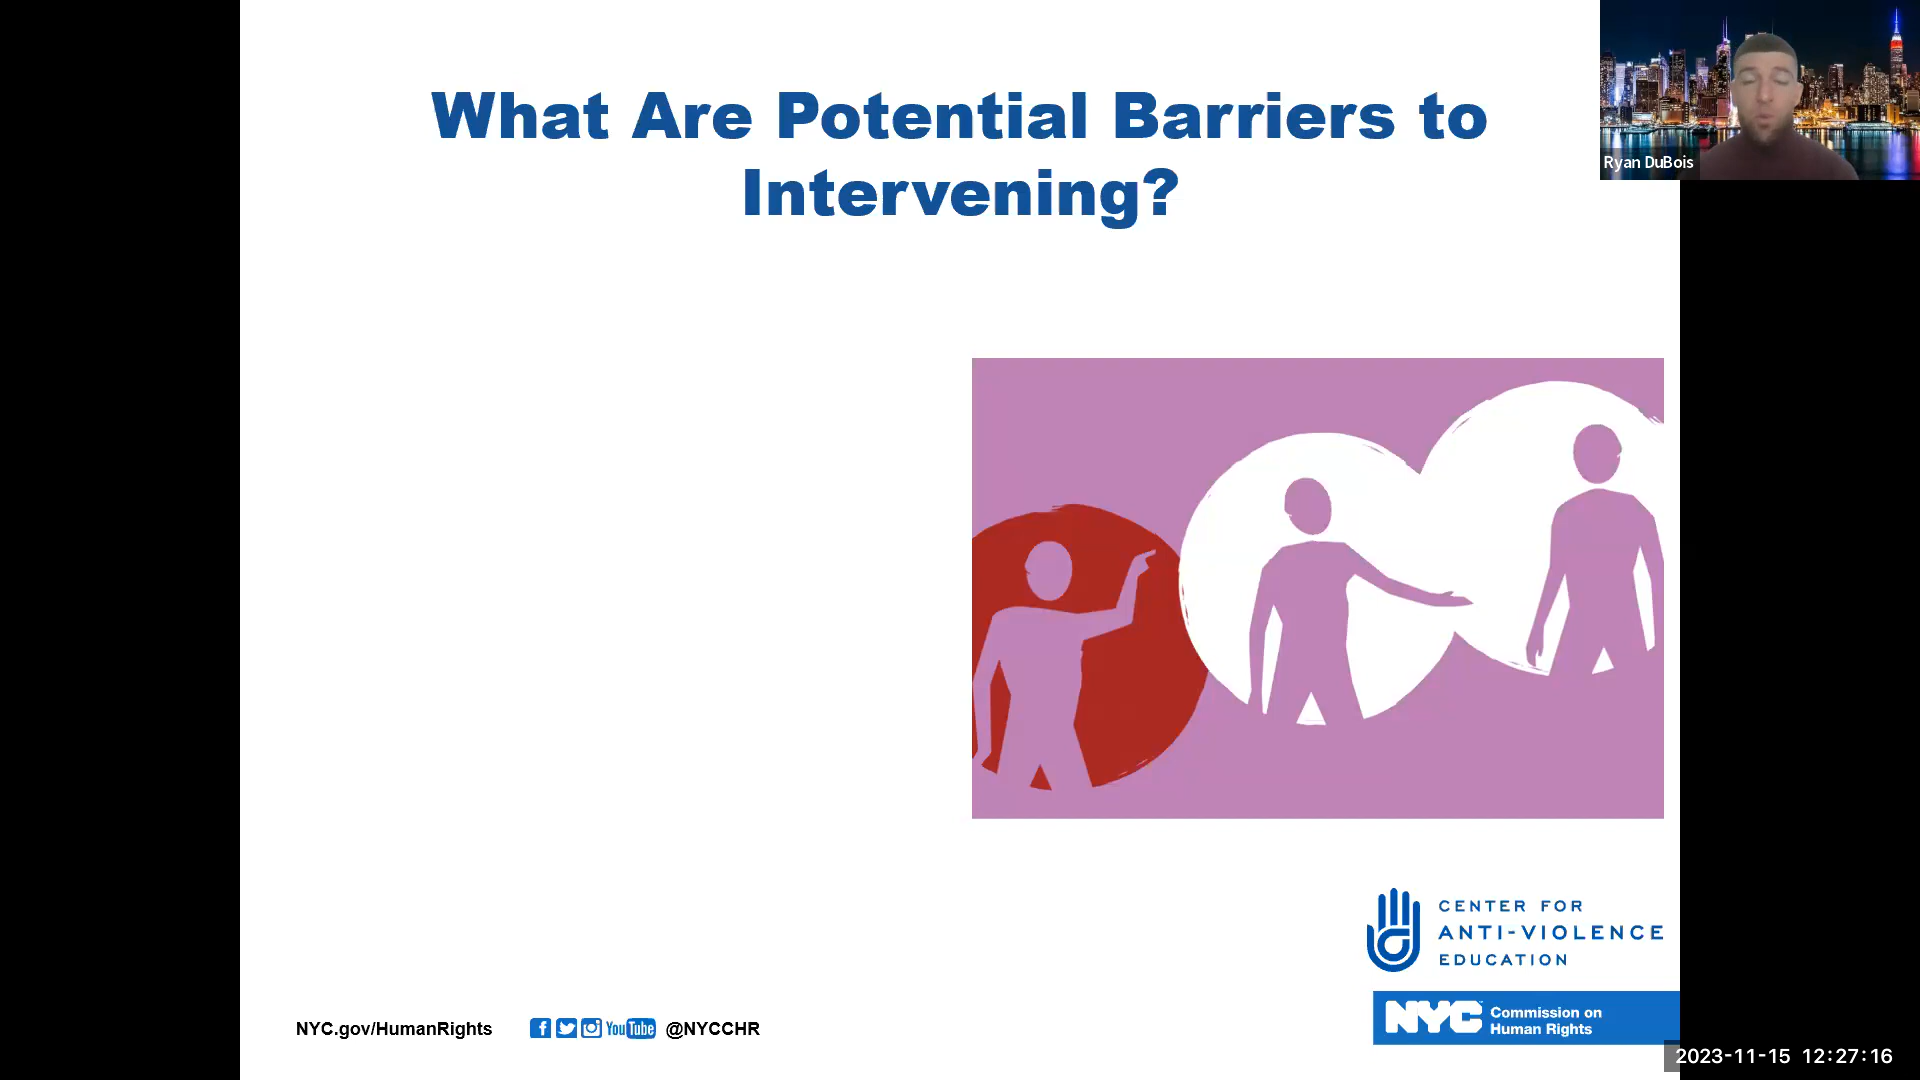 What Are Potential Barriers to
Intervening?
Ryan DuBois
CENTER FOR
ANTI-VIOLENCE
EDUCATION
NYC.gov/HumanRights
YouTube
@NYCCHR
NYC
Commission on
Human Rights
2023-11-15 12:27:16